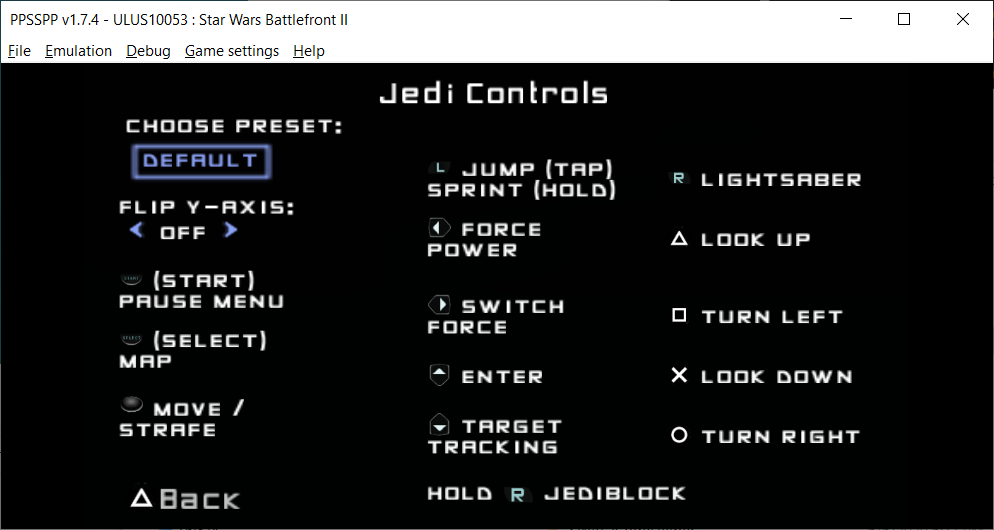 PPSSPP v1.7.4 - ULUS10053 : Star Wars Battlefront II
File Emulation Debug Game settings Help
Jedi Controls
CHOOSE PRESET:
DEFAULT
FLIP Y-AXIS:
OFF
START (START)
PAUSE MENU
SELECT (SELECT)
MAP
MOVE /
STRAFE
L JUMP (TAP)
SPRINT (HOLD)
FORCE
POWER
SWITCH
FORCE
ENTER
TARGET
TRACKING
HOLD R JEDIBLOCK
R LIGHTSABER
LOOK UP
TURN LEFT
LOOK DOWN
TURN RIGHT
Back